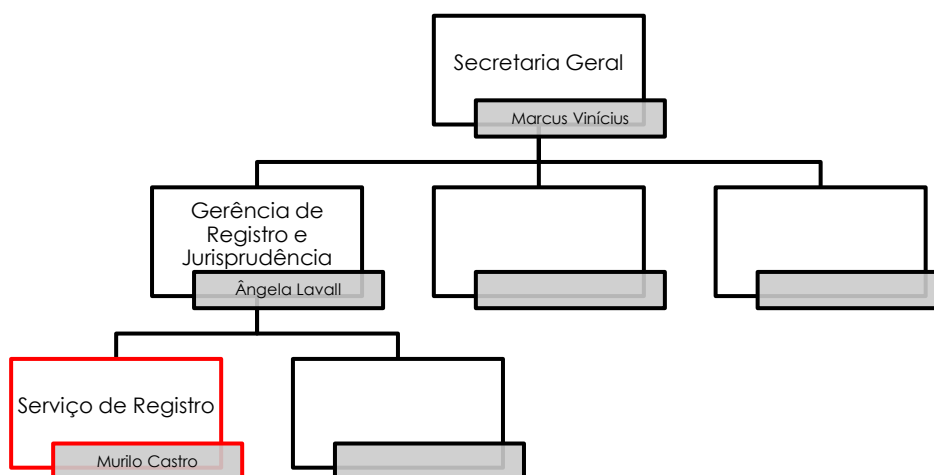 Secretaria Geral
Marcus Vinícius
Gerência de
Registro e
Jurisprudência
Ângela Lavall
Serviço de Registro
Murilo Castro